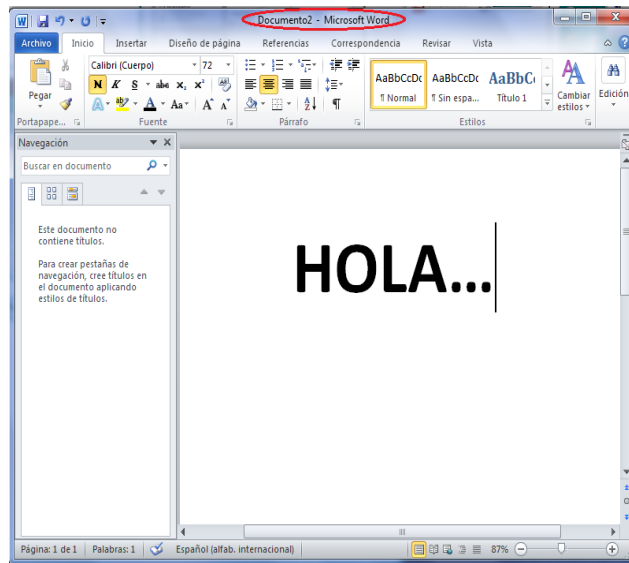 Documento2 - Microsoft Word
Archivo Inicio Insertar Diseño de página Referencias Correspondencia Revisar Vista
Calibri (Cuerpo) 72
Pegar
N K S abe x₂ x²
A ab A Aa A A
AaBbCcDc AaBbCcDc AaBbC
¶ Normal ¶ Sin espa... Título 1
Cambiar estilos
Edición
Portapape... Fuente Párrafo Estilos
Navegación
Buscar en documento
Este documento no
contiene títulos.
Para crear pestañas de
navegación, cree títulos en
el documento aplicando
estilos de títulos.
HOLA...
Página: 1 de 1 Palabras: 1 Español (alfab. internacional) 87%